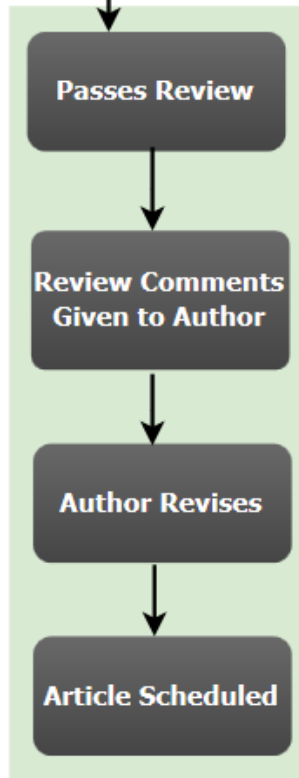 Passes Review
Review Comments
Given to Author
Author Revises
Article Scheduled